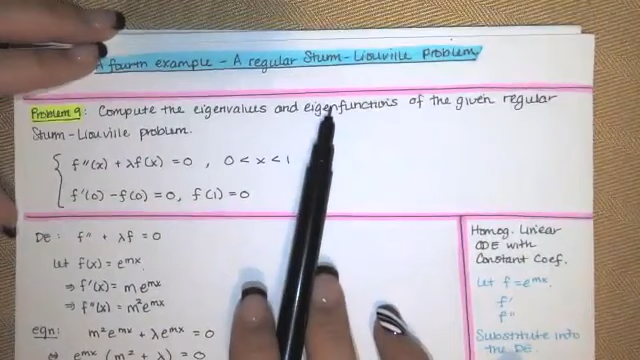 A fourth example - A regular Sturm-Liouville Problem
Problem 9: Compute the eigenvalues and eigenfunctions of the given regular
Sturm-Liouville problem.
f''(x) + λf(x) = 0 , 0 < x < 1
f'(0) - f(0) = 0, f(1) = 0
DE: f'' + λf = 0
Let f(x) = e^mx
⇒ f'(x) = me^mx
⇒ f''(x) = m²e^mx
eqn: m²e^mx + λe^mx = 0
⇔ e^mx (m² + λ) = 0
Homog. Linear
ODE with
Constant Coef.
Let f = e^mx
f'
f''
Substitute into
the DE.